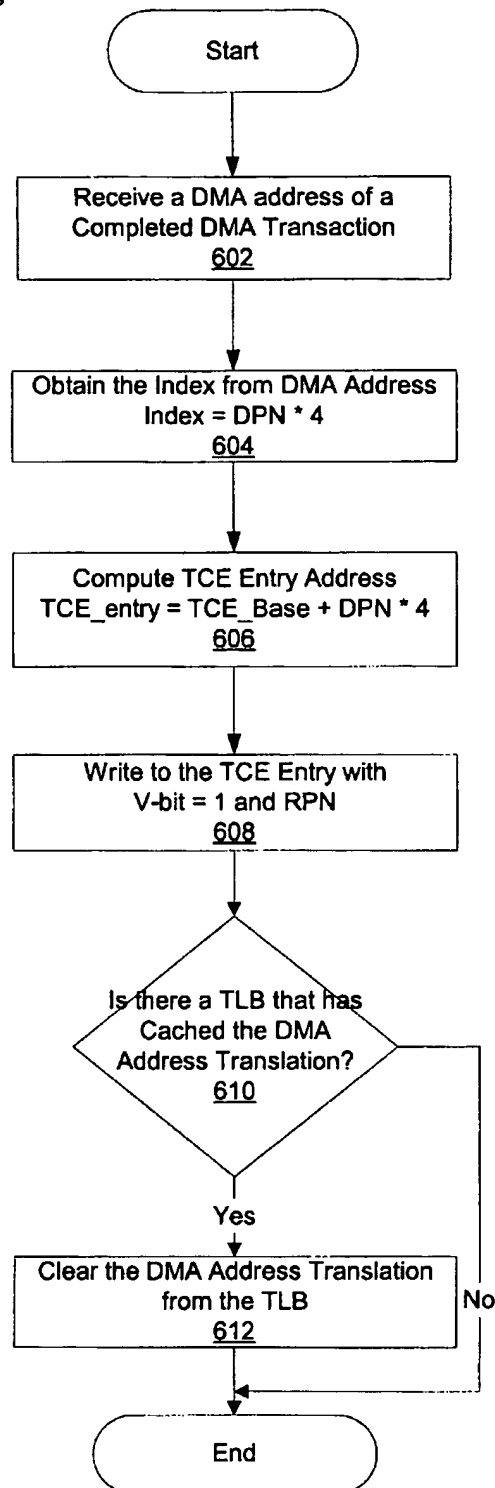 Start
Receive a DMA address of a
Completed DMA Transaction
602
Obtain the Index from DMA Address
Index = DPN * 4
604
Compute TCE Entry Address
TCE_entry = TCE_Base + DPN * 4
606
Write to the TCE Entry with
V-bit = 1 and RPN
608
Is there a TLB that has
Cached the DMA
Address Translation?
610
Yes
Clear the DMA Address Translation
from the TLB
612
No
End